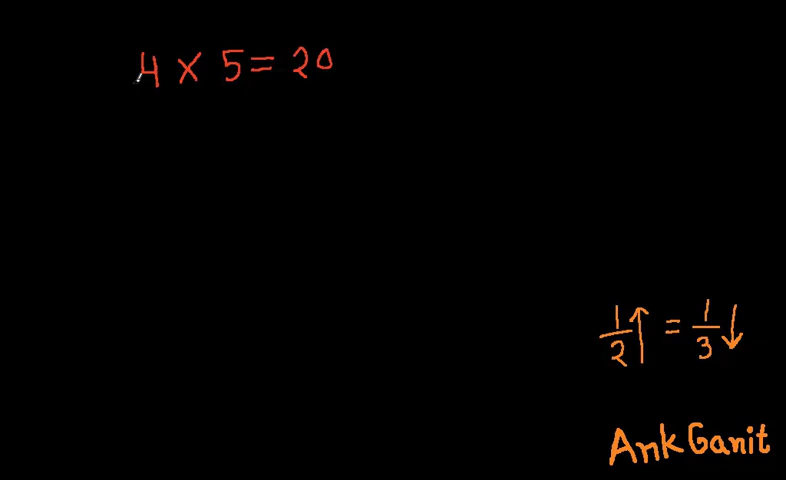 4 × 5 = 20
1/2 ↑ = 1/3 ↓
AnkGanit